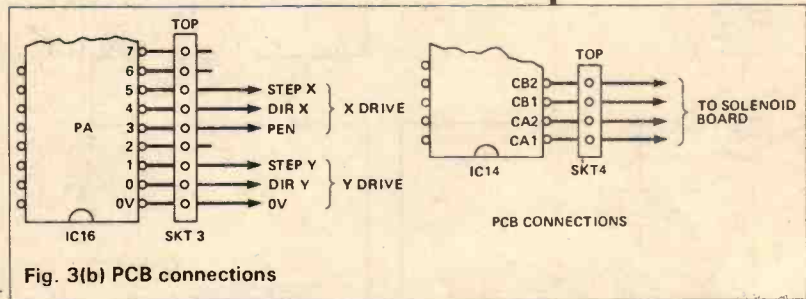 TOP
7
6
5 STEP X
4 DIR X X DRIVE
PA 3 PEN
2
1 STEP Y
0 DIR Y Y DRIVE
0V 0V
IC16 SKT 3
TOP
CB2
CB1 TO SOLENOID
CA2 BOARD
CA1
IC14 SKT4
PCB CONNECTIONS
Fig. 3(b) PCB connections